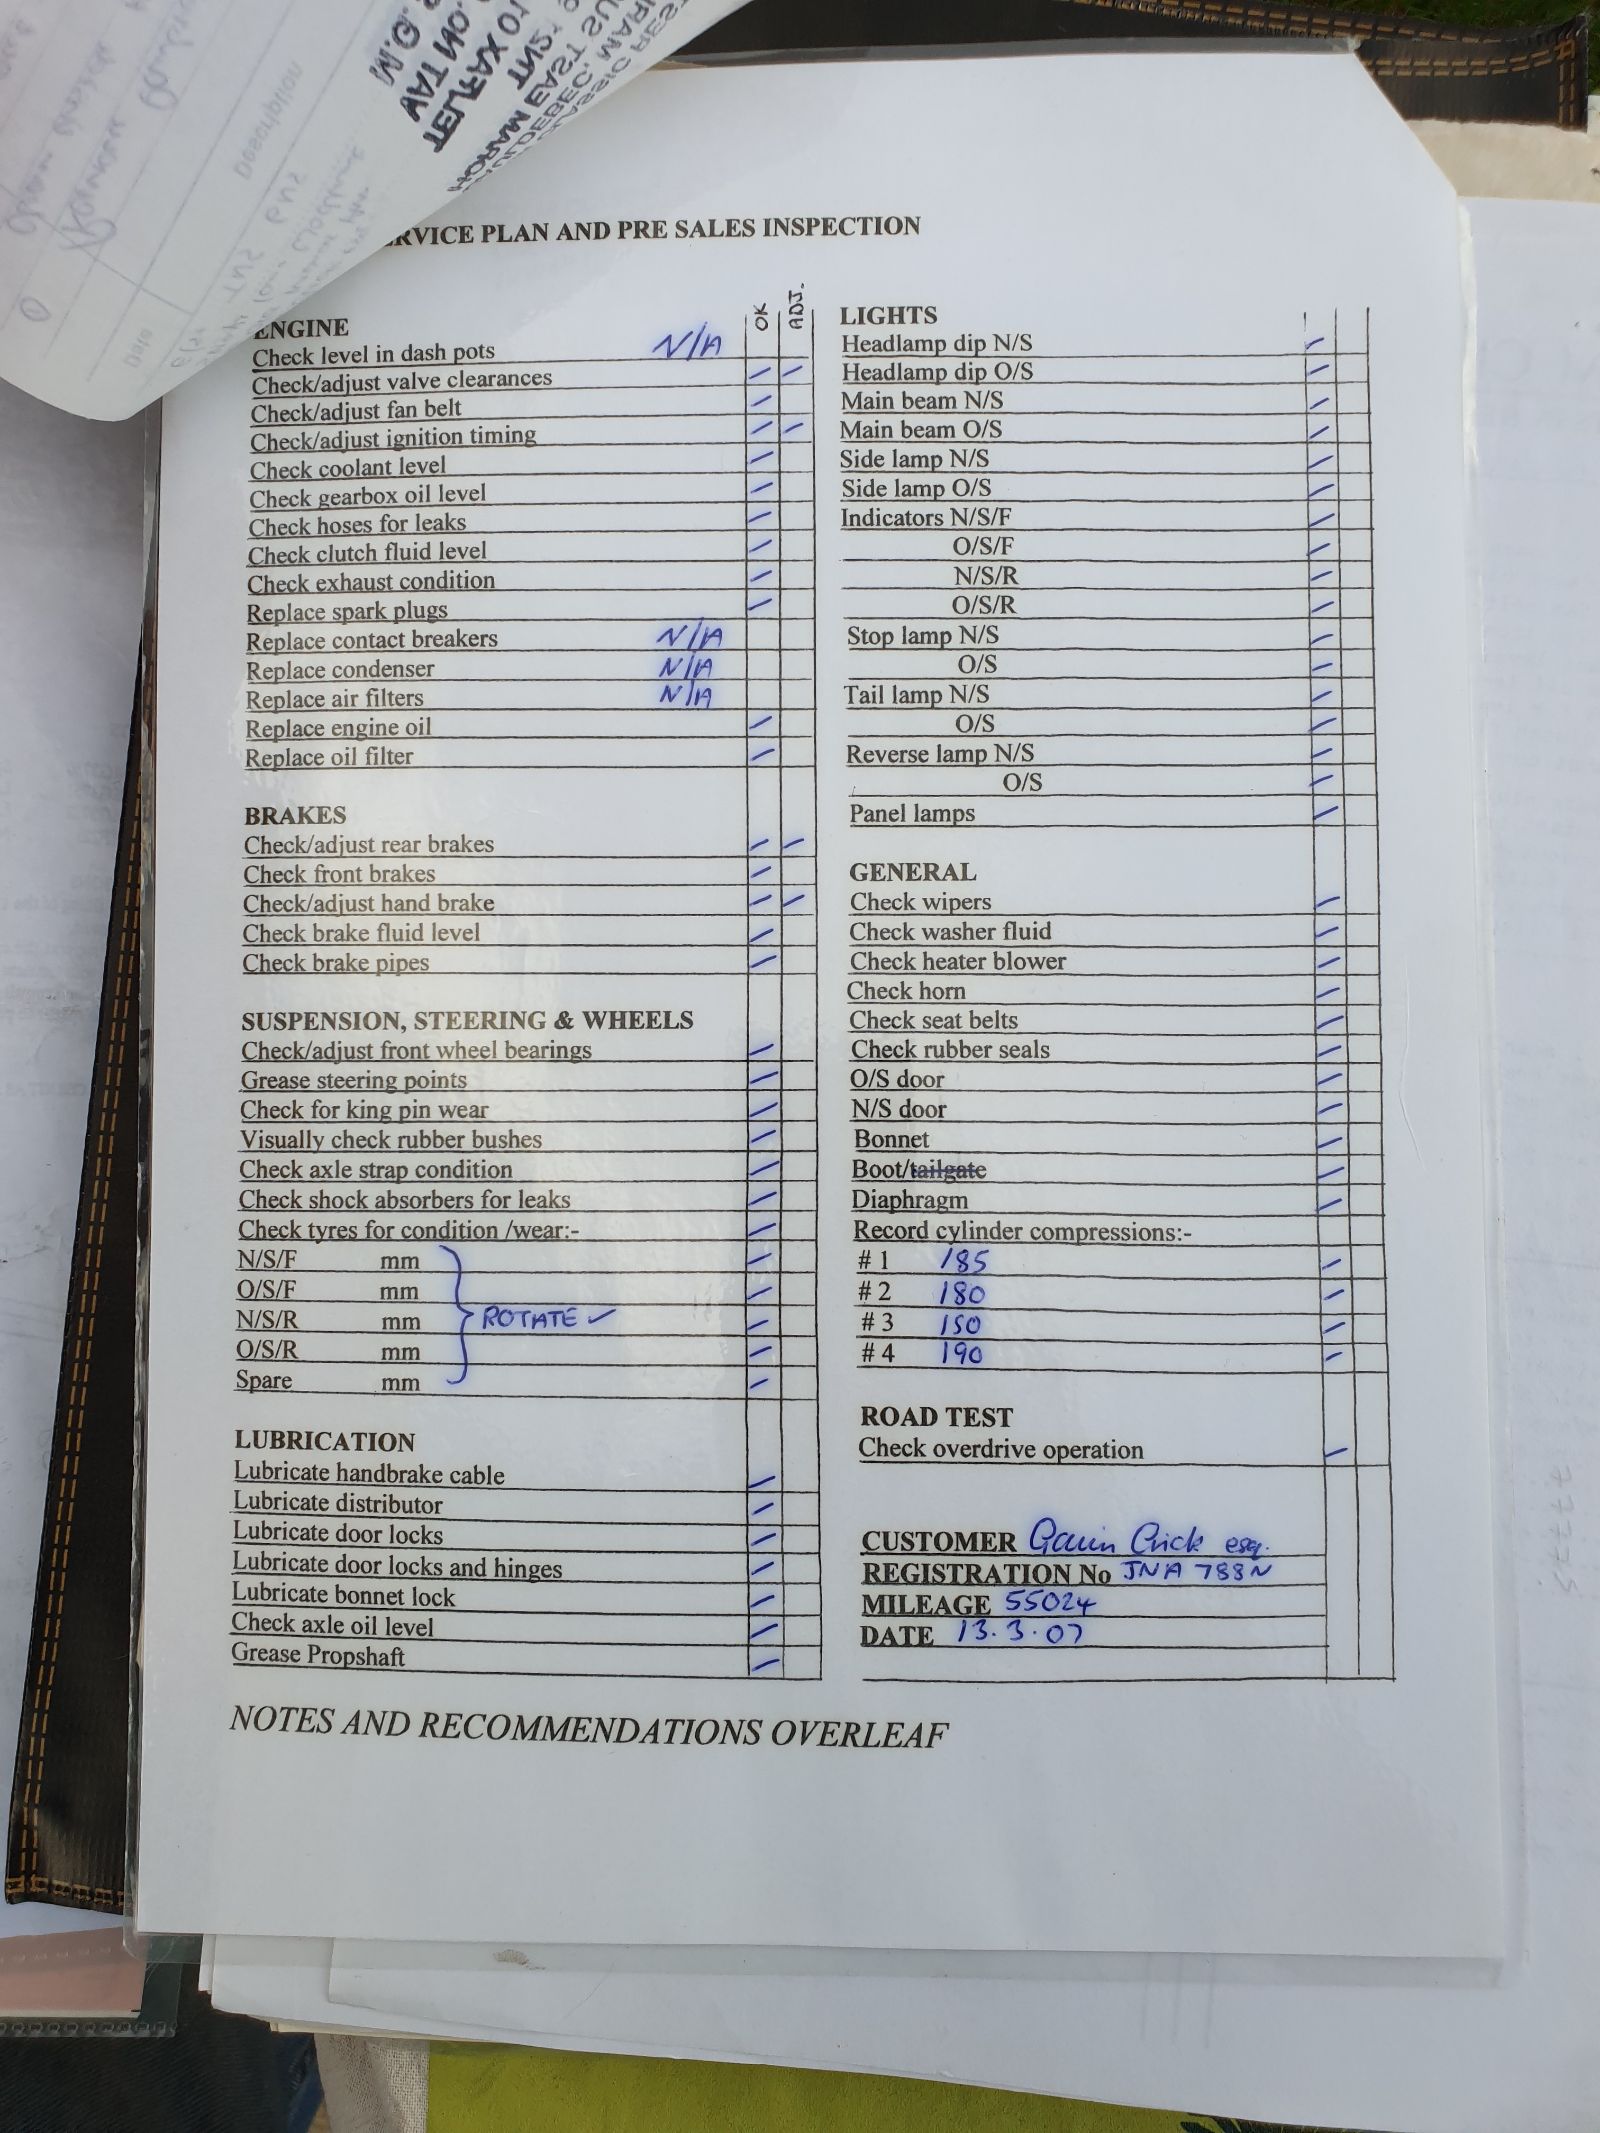 RVICE PLAN AND PRE SALES INSPECTION
OK ADJ.
ENGINE
Check level in dash pots N/A
Check/adjust valve clearances
Check/adjust fan belt
Check/adjust ignition timing
Check coolant level
Check gearbox oil level
Check hoses for leaks
Check clutch fluid level
Check exhaust condition
Replace spark plugs
Replace contact breakers N/A
Replace condenser N/A
Replace air filters N/A
Replace engine oil
Replace oil filter
BRAKES
Check/adjust rear brakes
Check front brakes
Check/adjust hand brake
Check brake fluid level
Check brake pipes
SUSPENSION, STEERING & WHEELS
Check/adjust front wheel bearings
Grease steering points
Check for king pin wear
Visually check rubber bushes
Check axle strap condition
Check shock absorbers for leaks
Check tyres for condition /wear:-
N/S/F mm
O/S/F mm
N/S/R mm ROTATE ✓
O/S/R mm
Spare mm
LUBRICATION
Lubricate handbrake cable
Lubricate distributor
Lubricate door locks
Lubricate door locks and hinges
Lubricate bonnet lock
Check axle oil level
Grease Propshaft
LIGHTS
Headlamp dip N/S
Headlamp dip O/S
Main beam N/S
Main beam O/S
Side lamp N/S
Side lamp O/S
Indicators N/S/F
O/S/F
N/S/R
O/S/R
Stop lamp N/S
O/S
Tail lamp N/S
O/S
Reverse lamp N/S
O/S
Panel lamps
GENERAL
Check wipers
Check washer fluid
Check heater blower
Check horn
Check seat belts
Check rubber seals
O/S door
N/S door
Bonnet
Boot/tailgate
Diaphragm
Record cylinder compressions:-
# 1 185
# 2 180
# 3 150
# 4 190
ROAD TEST
Check overdrive operation
CUSTOMER Gavin Crick esq.
REGISTRATION No JNA 788N
MILEAGE 55024
DATE 13.3.07
NOTES AND RECOMMENDATIONS OVERLEAF